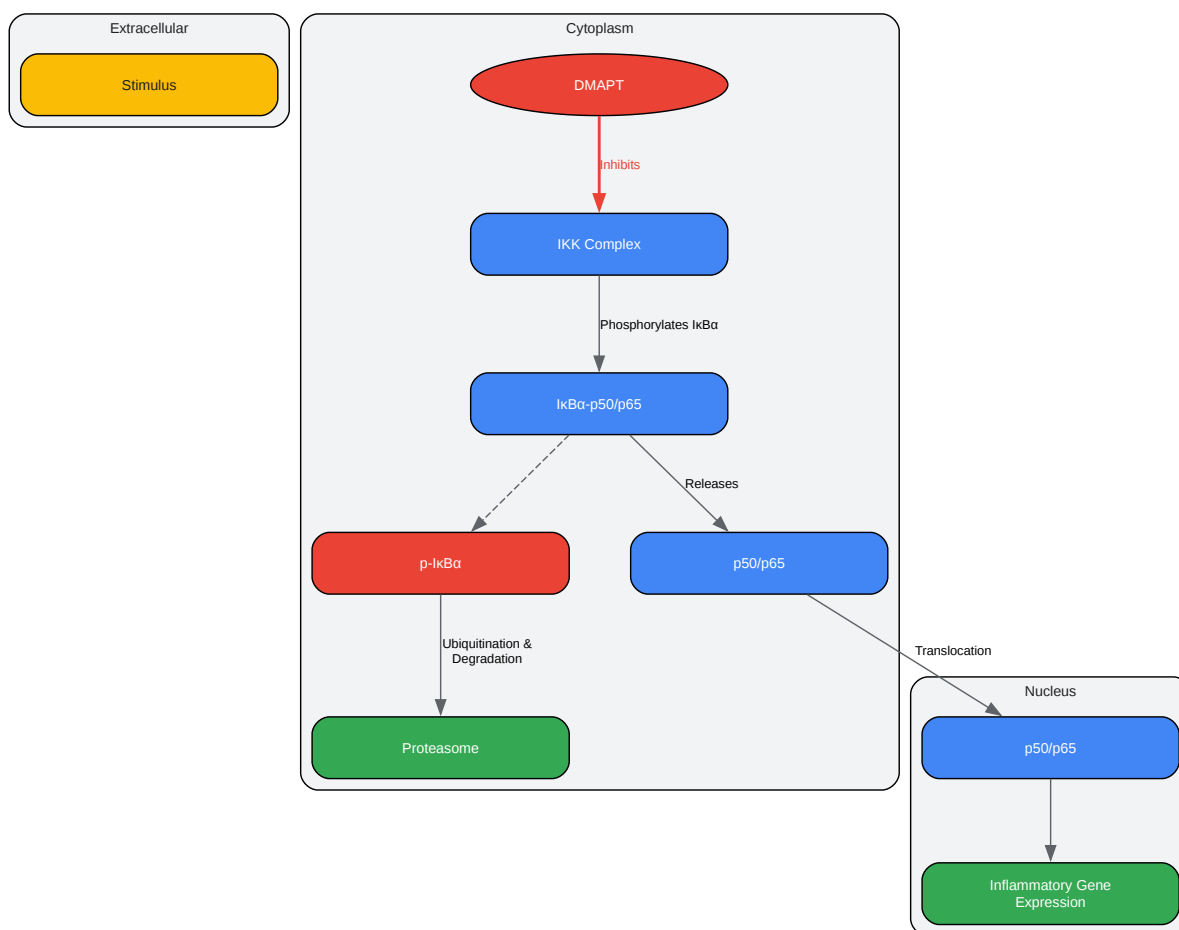 Extracellular
Stimulus
Cytoplasm
DMAPT
Inhibits
IKK Complex
Phosphorylates IκBα
IκBα-p50/p65
Releases
p-IκBα
p50/p65
Ubiquitination &
Degradation
Translocation
Proteasome
Nucleus
p50/p65
Inflammatory Gene
Expression